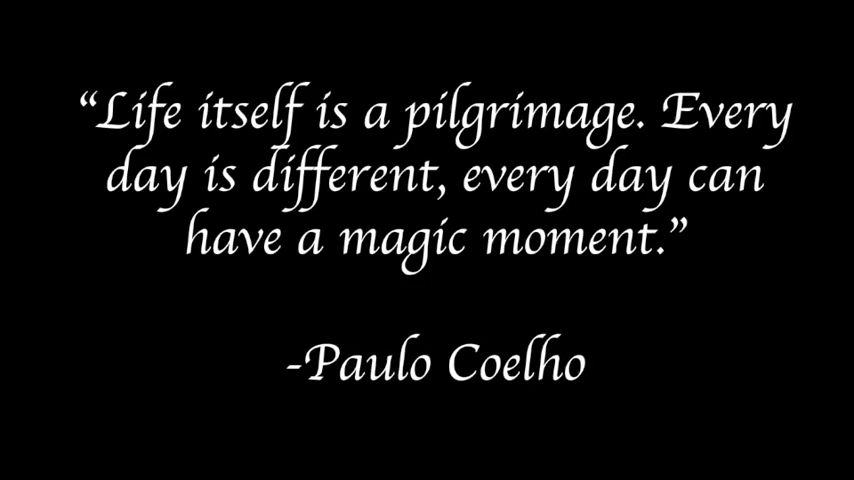 “Life itself is a pilgrimage. Every
day is different, every day can
have a magic moment.”
-Paulo Coelho